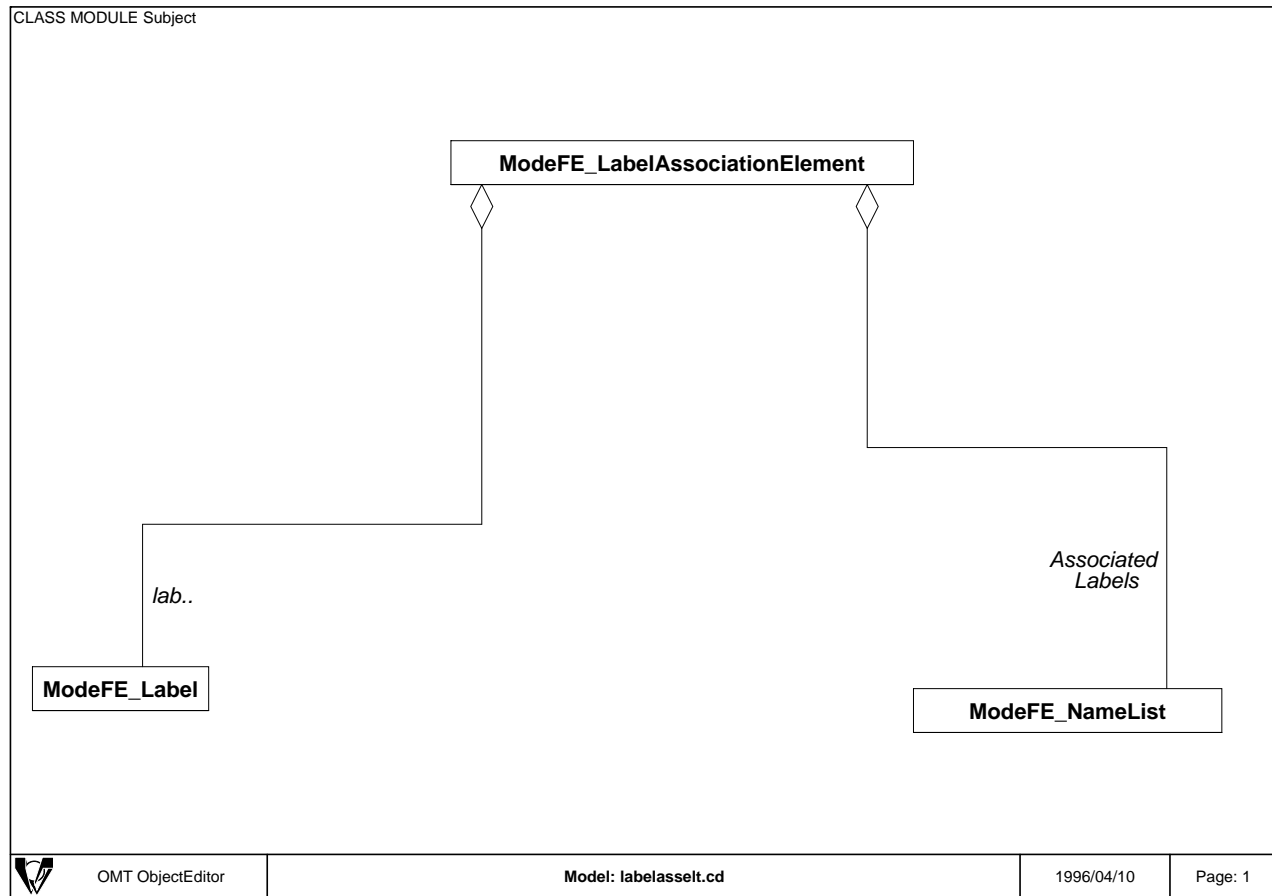 CLASS MODULE Subject
ModeFE_LabelAssociationElement
Associated
Labels
lab..
ModeFE_Label
ModeFE_NameList
OMT ObjectEditor
Model: labelasselt.cd
1996/04/10
Page: 1